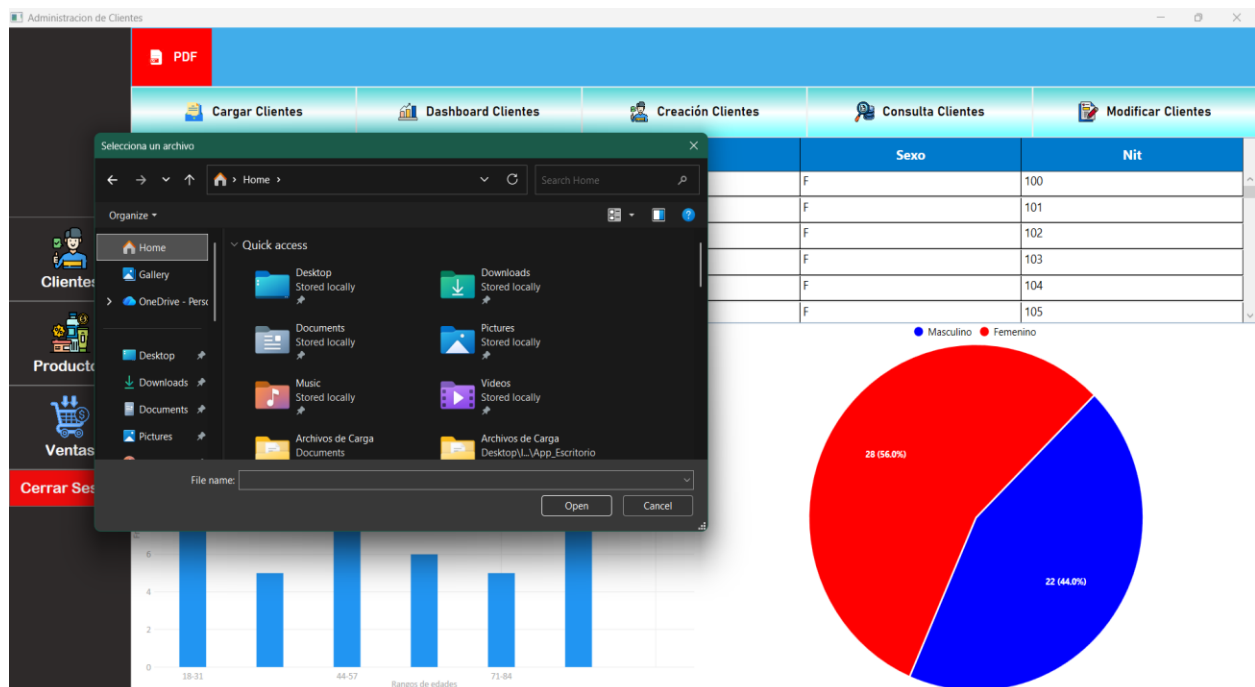 Administracion de Clientes
PDF
Cargar Clientes
Dashboard Clientes
Creación Clientes
Consulta Clientes
Modificar Clientes
Selecciona un archivo
Home
Search Home
Organize
Home
Gallery
OneDrive - Perso
Desktop
Downloads
Documents
Pictures
Quick access
Desktop
Stored locally
Downloads
Stored locally
Documents
Stored locally
Pictures
Stored locally
Music
Stored locally
Videos
Stored locally
Archivos de Carga
Documents
Archivos de Carga
Desktop\I...\App_Escritorio
File name:
Open
Cancel
Clientes
Producto
Ventas
Cerrar Ses
Sexo
Nit
F
100
F
101
F
102
F
103
F
104
F
105
Masculino
Femenino
28 (56.0%)
22 (44.0%)
6
4
2
0
18-31
44-57
71-84
Rangos de edades